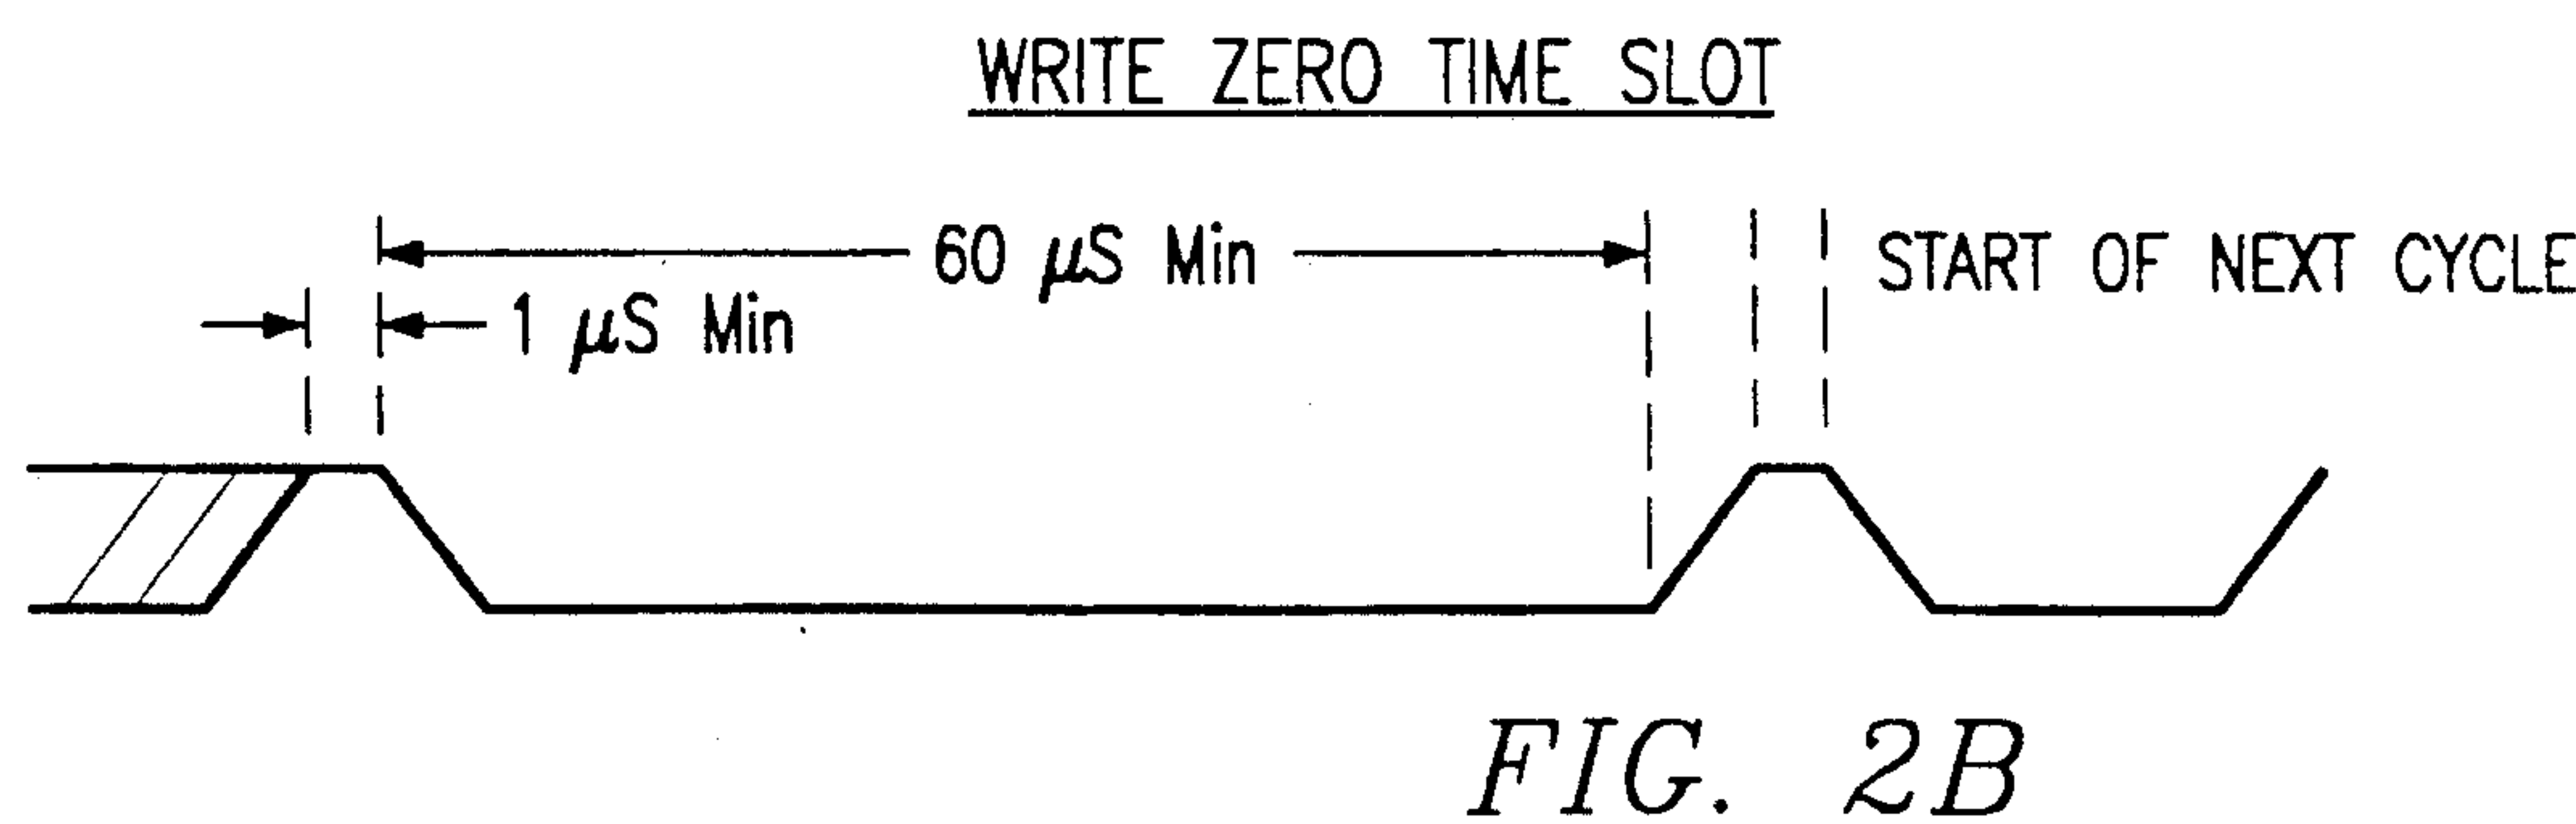 WRITE ZERO TIME SLOT
60 µS Min
START OF NEXT CYCLE
1 µS Min
FIG. 2B